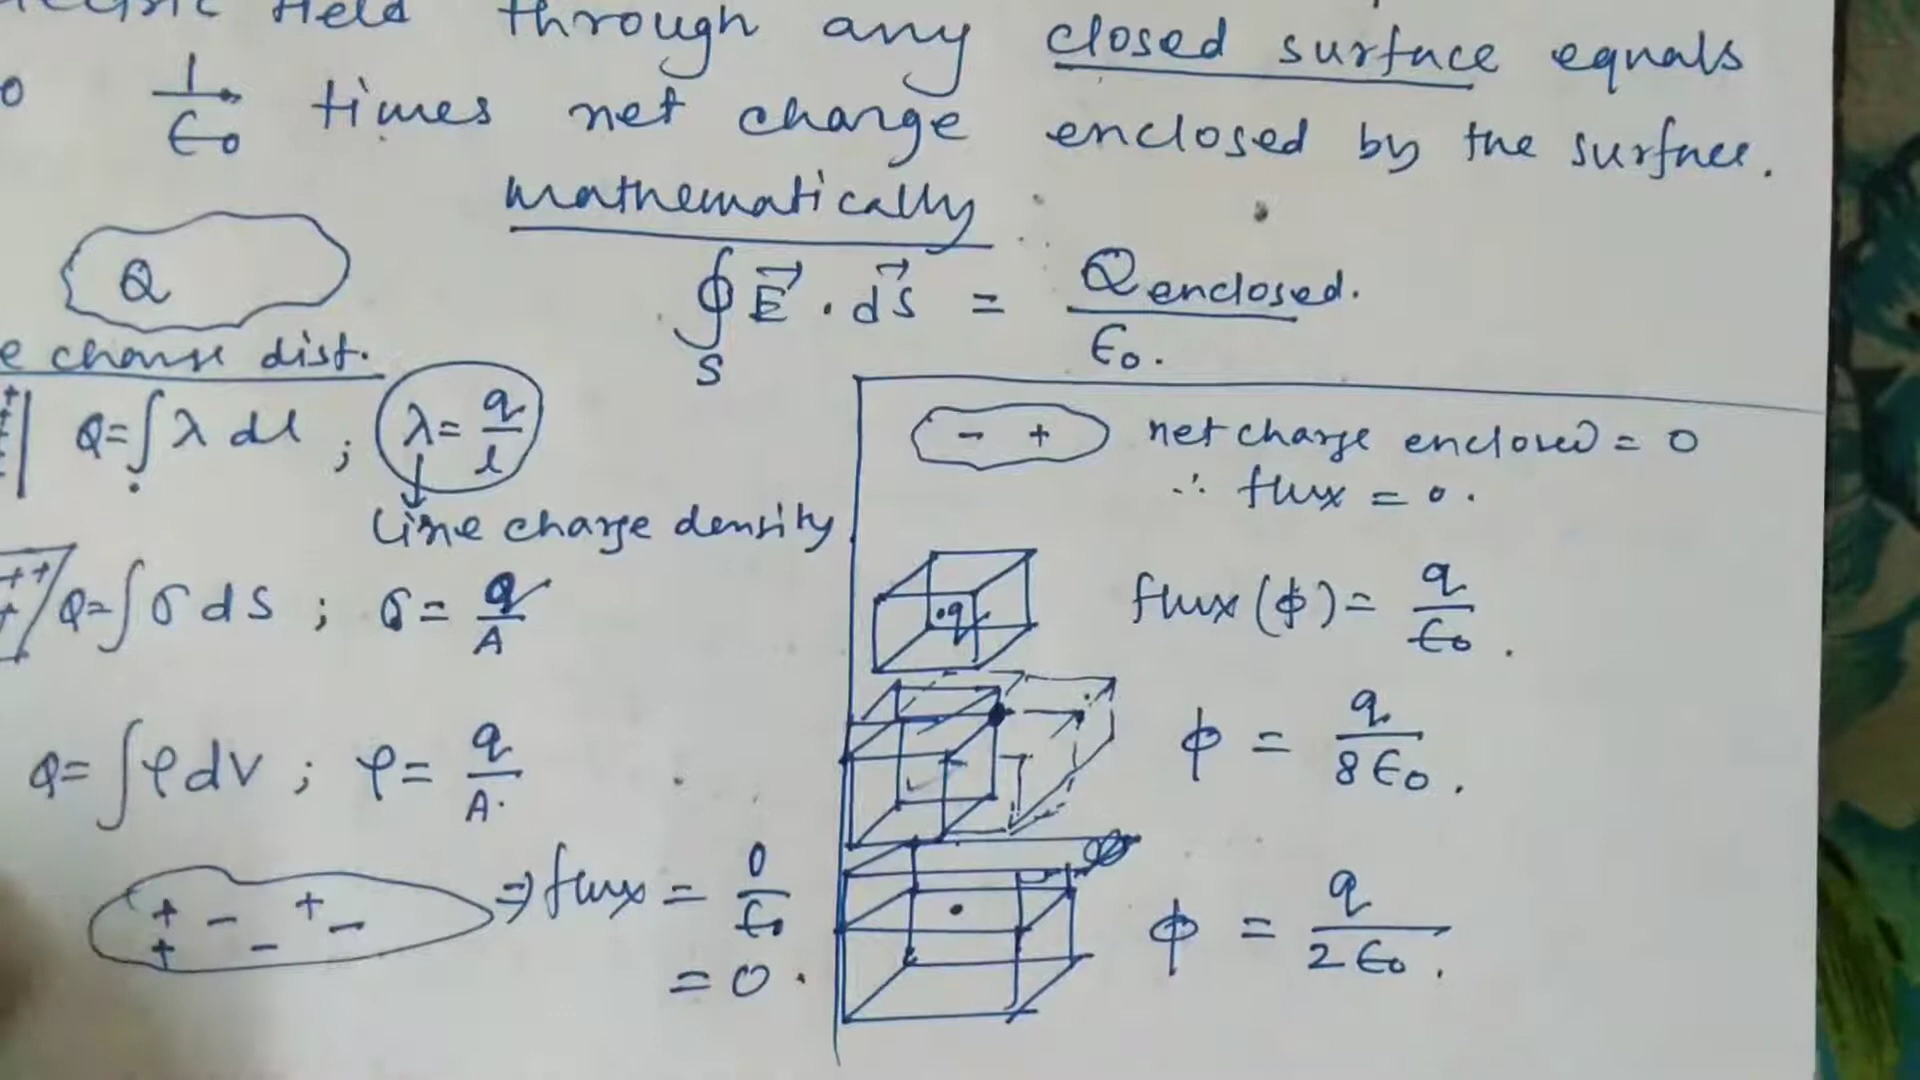 Field through any closed surface equals
1/ϵ₀ times net charge enclosed by the surface.
mathematically
Q
∮_S E⃗ · dS⃗ = Q enclosed. / ϵ₀.
e charge dist.
Q = ∫ λ dl ; λ = q/l
line charge density
Q = ∫ σ dS ; σ = q/A
Q = ∫ ρ dV ; ρ = q/A.
+ - + -
+ -
⇒ flux = 0/ϵ₀
= 0.
- + net charge enclosed = 0
∴ flux = 0.
.q flux (ϕ) = q/ϵ₀.
ϕ = q/8ϵ₀.
ϕ = q/2ϵ₀.